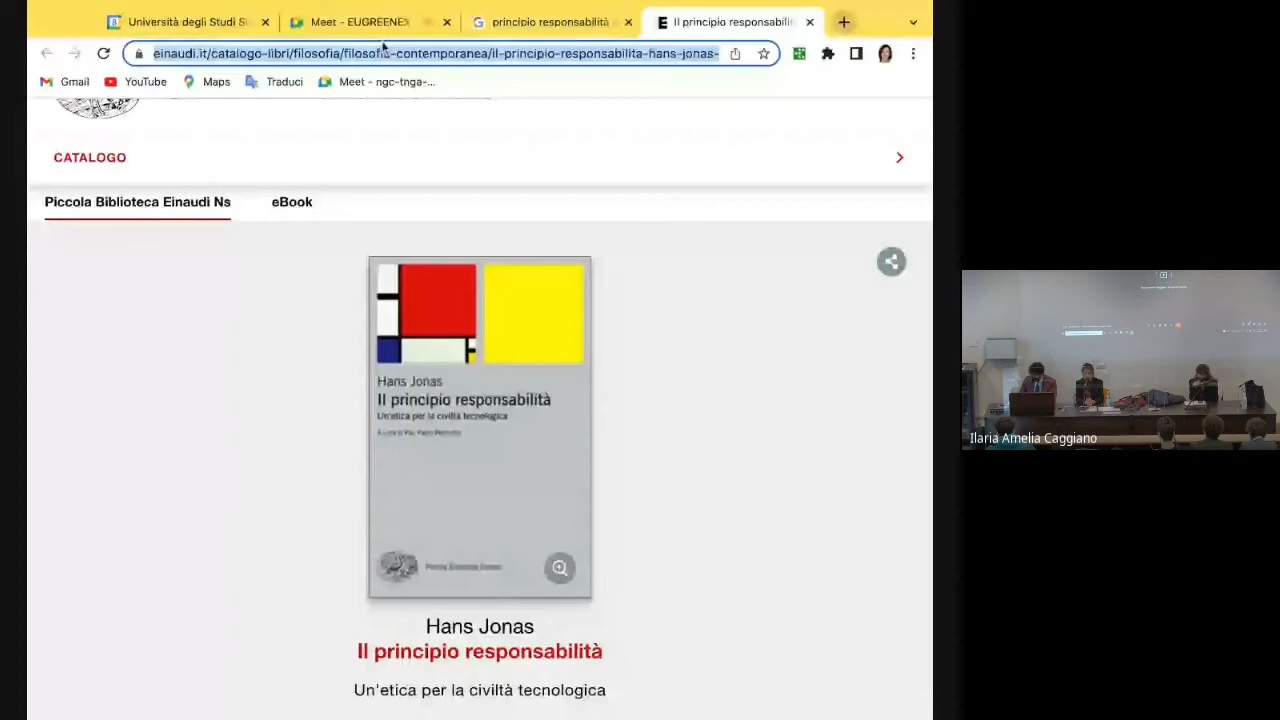 Università degli Studi S
Meet - EUGREENEX
principio responsabilità
Il principio responsabilit
einaudi.it/catalogo-libri/filosofia/filosofia-contemporanea/il-principio-responsabilita-hans-jonas-
Gmail
YouTube
Maps
Traduci
Meet - ngc-tnga-...
CATALOGO
Piccola Biblioteca Einaudi Ns
eBook
Hans Jonas
Il principio responsabilità
Un'etica per la civiltà tecnologica
Hans Jonas
Il principio responsabilità
Un'etica per la civiltà tecnologica
Ilaria Amelia Caggiano